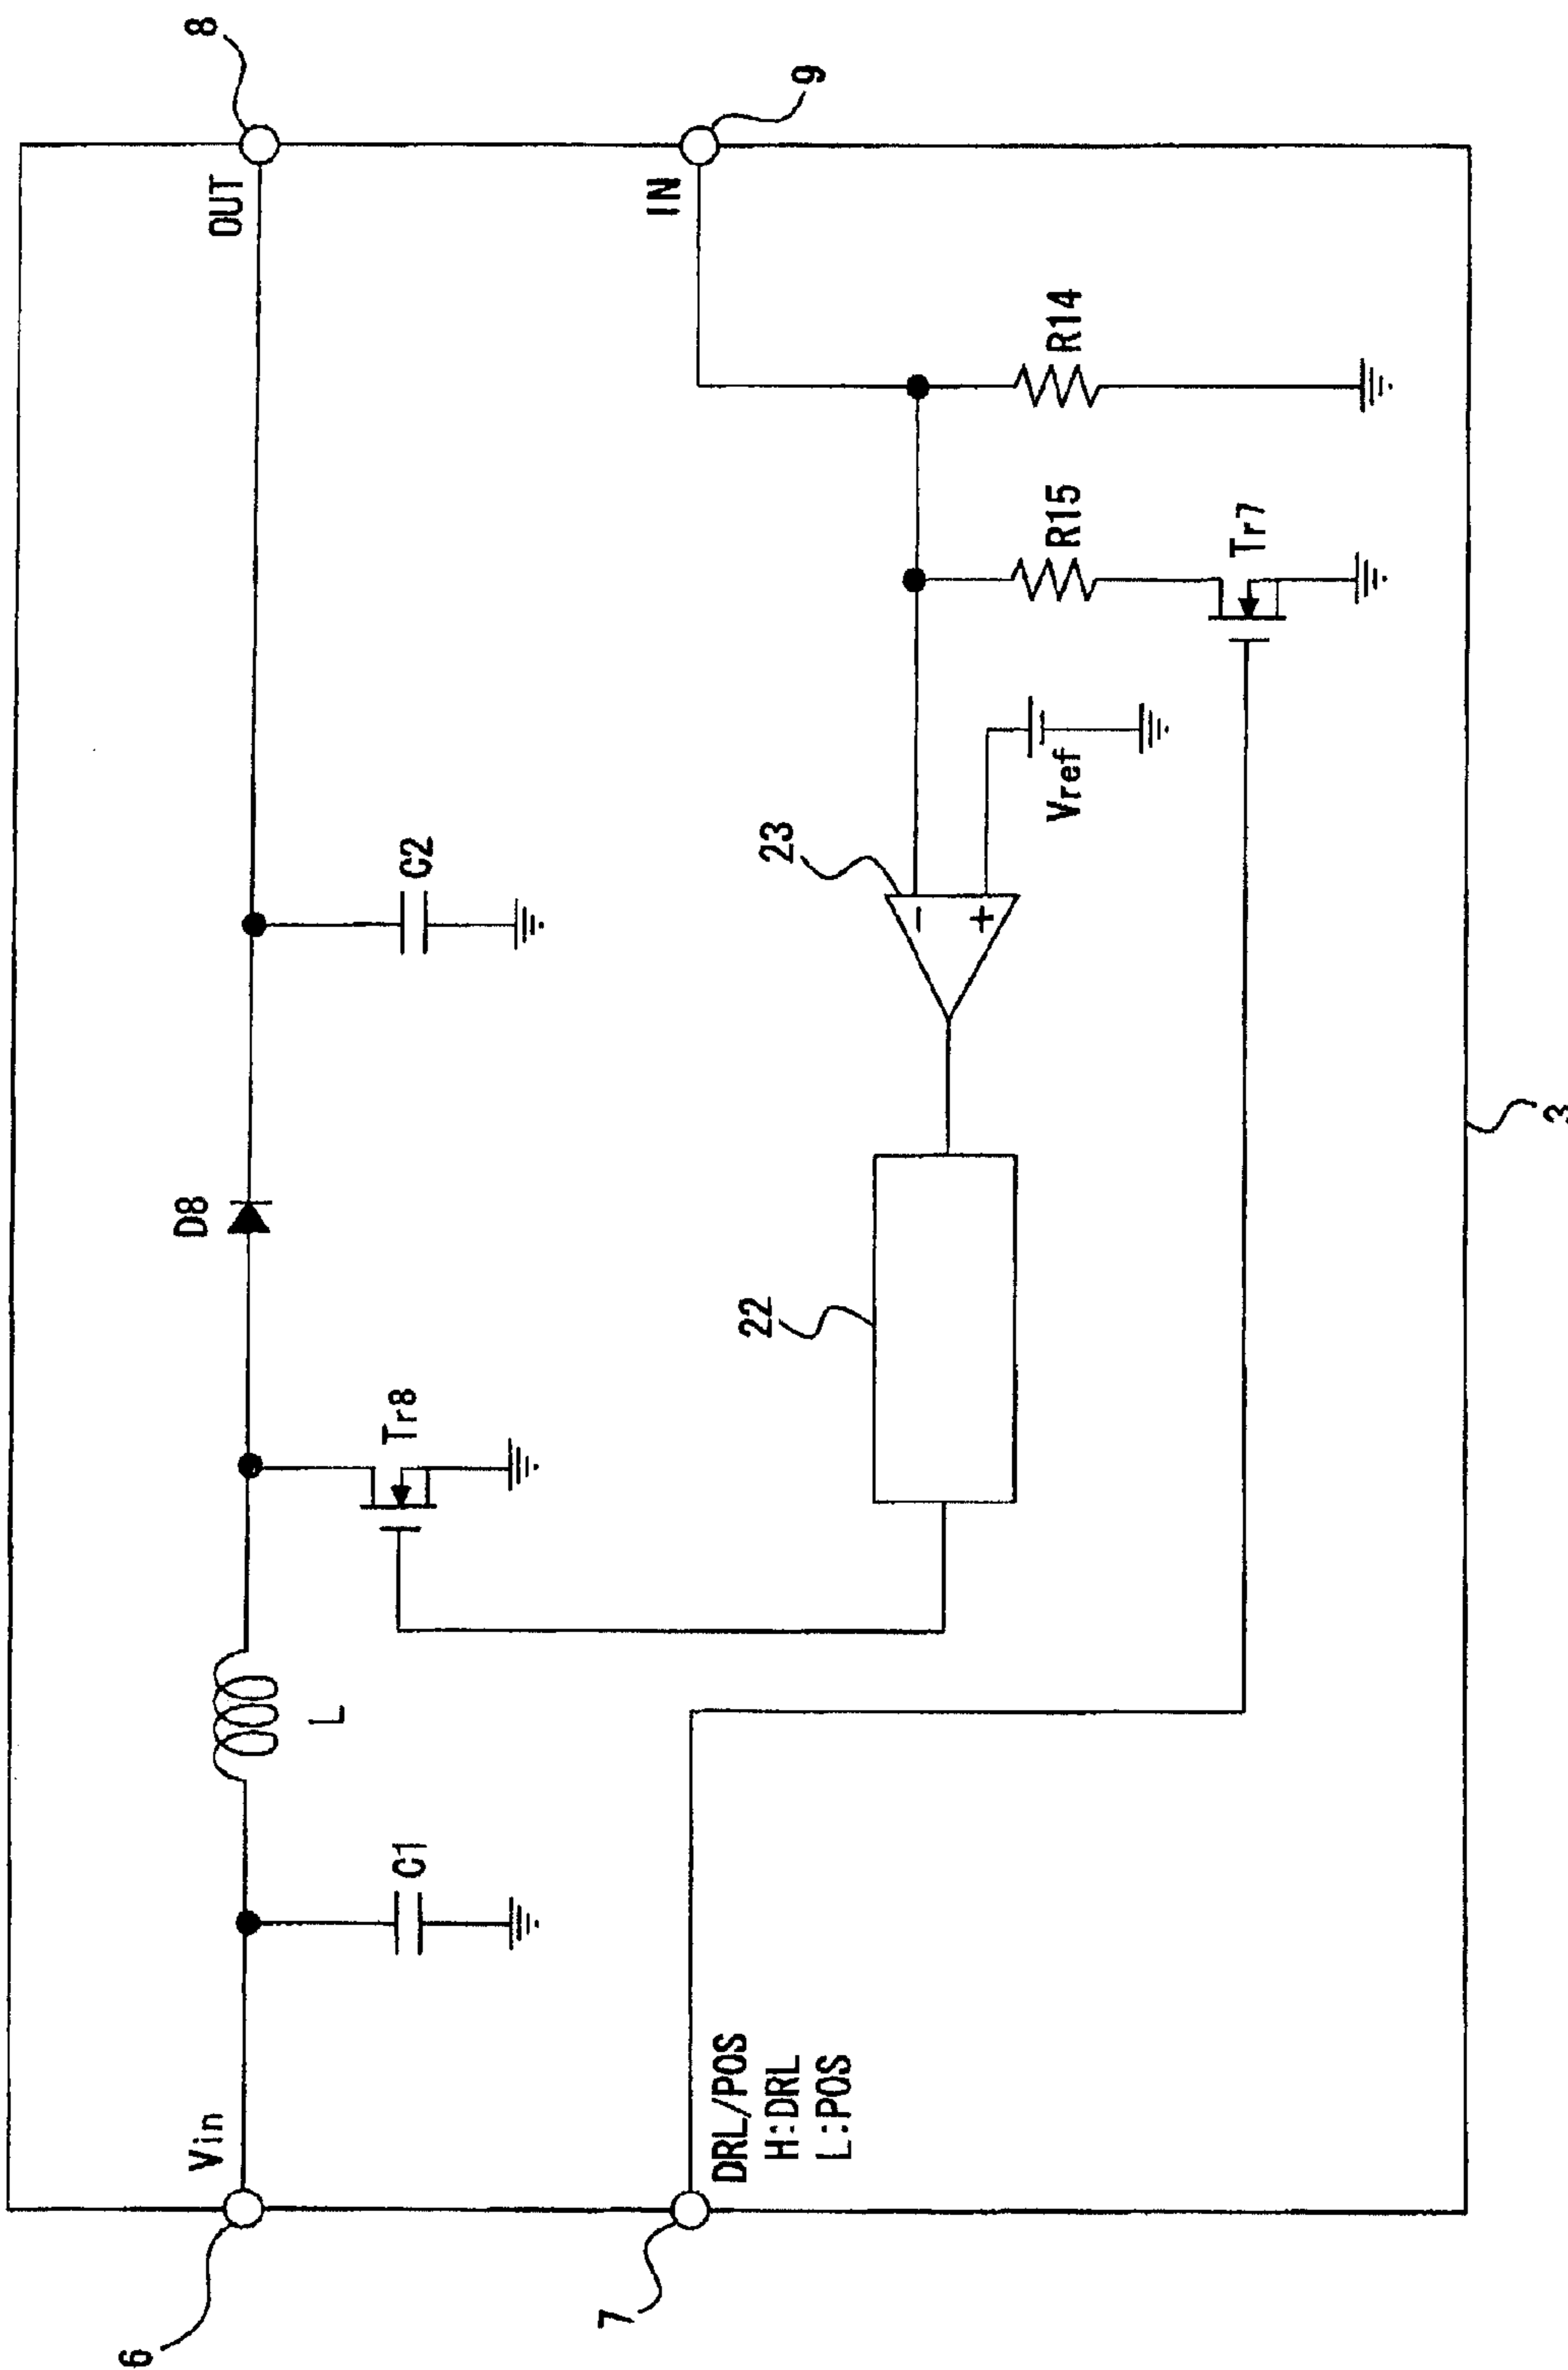 6
Vin
C1
L
Tr8
D8
C2
OUT
8
7
DRL/POS
H:DRL
L:POS
22
23
Vref
R15
Tr7
R14
IN
9
3